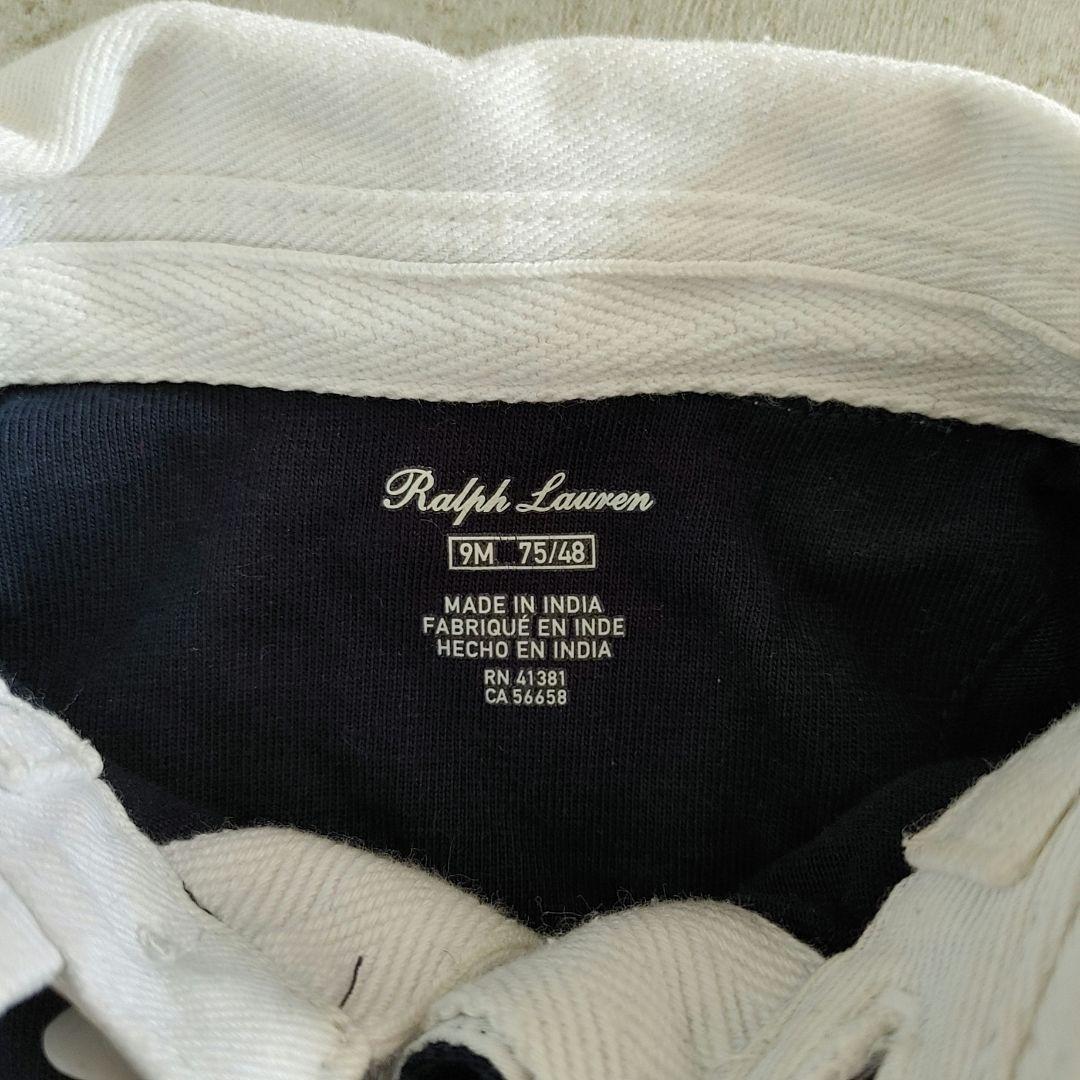 Ralph Lauren
9M 75/48
MADE IN INDIA
FABRIQUÉ EN INDE
HECHO EN INDIA
RN 41381
CA 56658